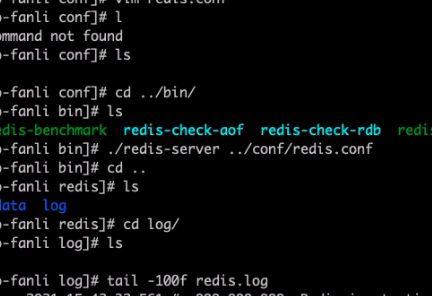 vim redis.conf
-fanli conf]# l
ommand not found
-fanli conf]# ls
-fanli conf]# cd ../bin/
-fanli bin]# ls
edis-benchmark redis-check-aof redis-check-rdb redis
-fanli bin]# ./redis-server ../conf/redis.conf
-fanli bin]# cd ..
-fanli redis]# ls
data log
-fanli redis]# cd log/
-fanli log]# ls
-fanli log]# tail -100f redis.log